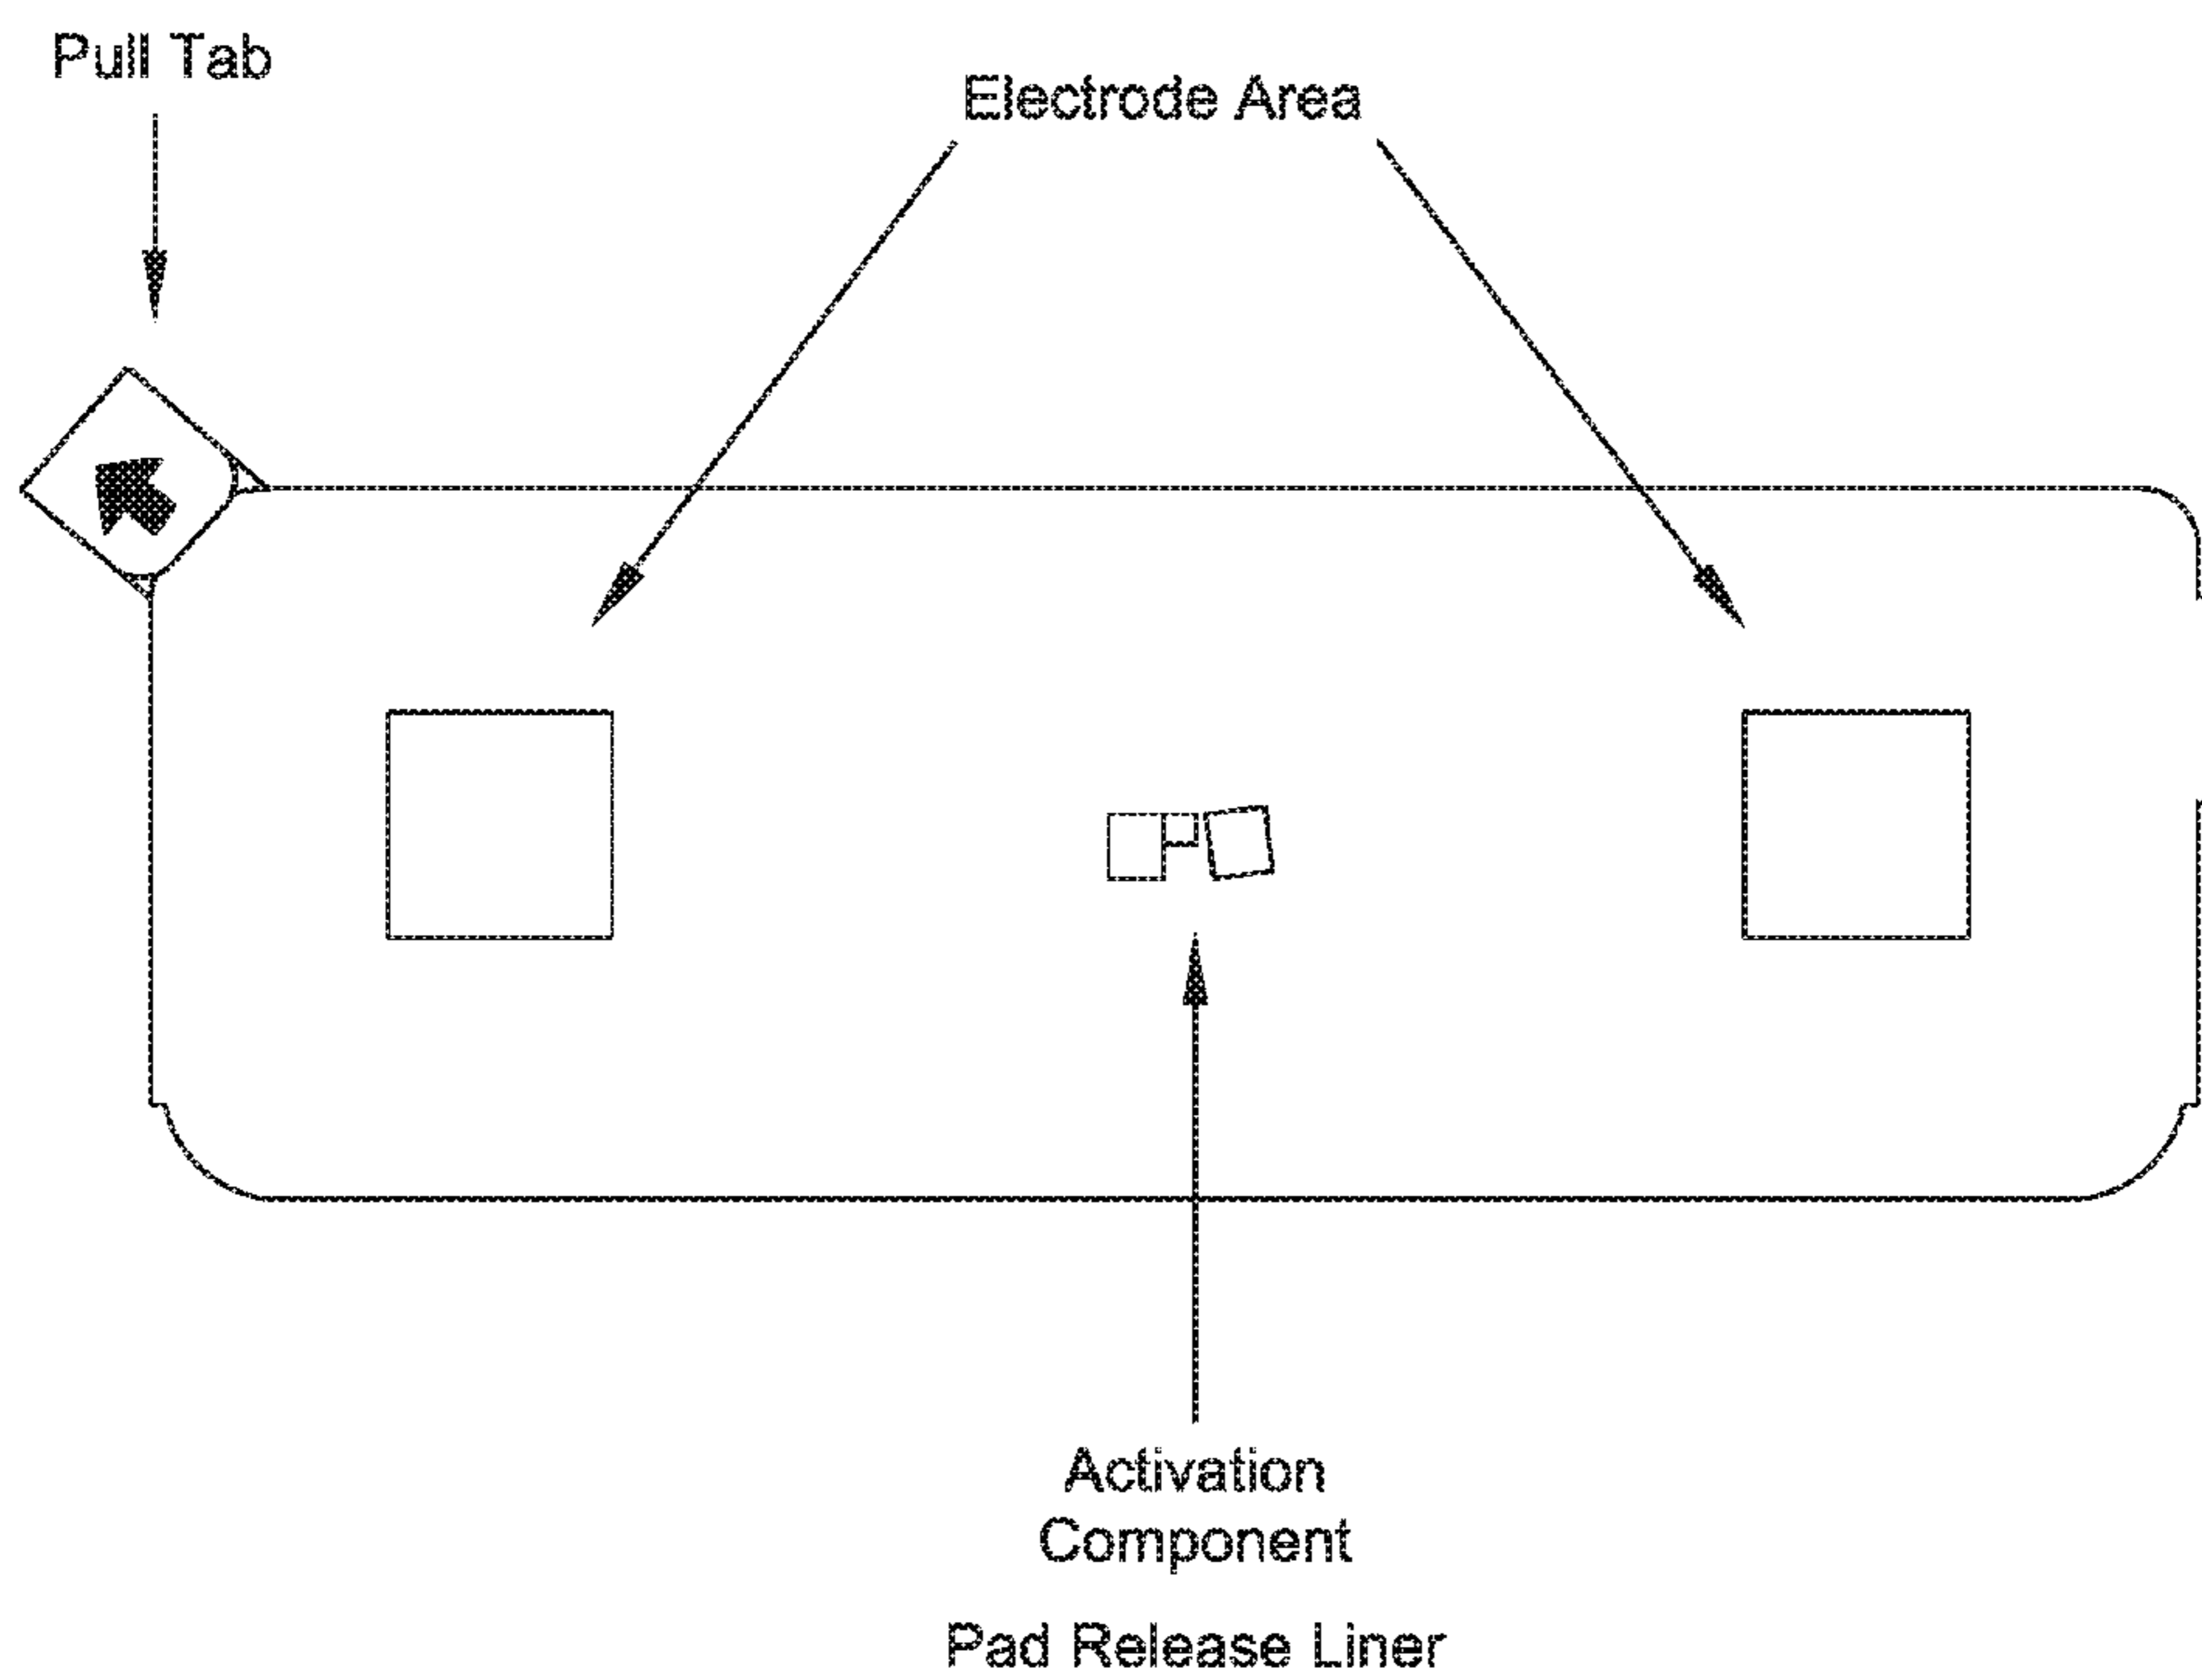 Pull Tab
Electrode Area
Activation
Component
Pad Release Liner